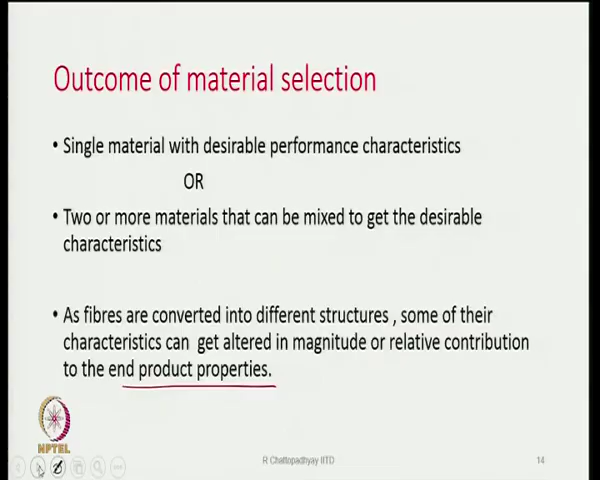 Outcome of material selection
• Single material with desirable performance characteristics
OR
• Two or more materials that can be mixed to get the desirable
characteristics
• As fibres are converted into different structures , some of their
characteristics can get altered in magnitude or relative contribution
to the end product properties.
NPTEL
R Chattopadhyay IITD
14